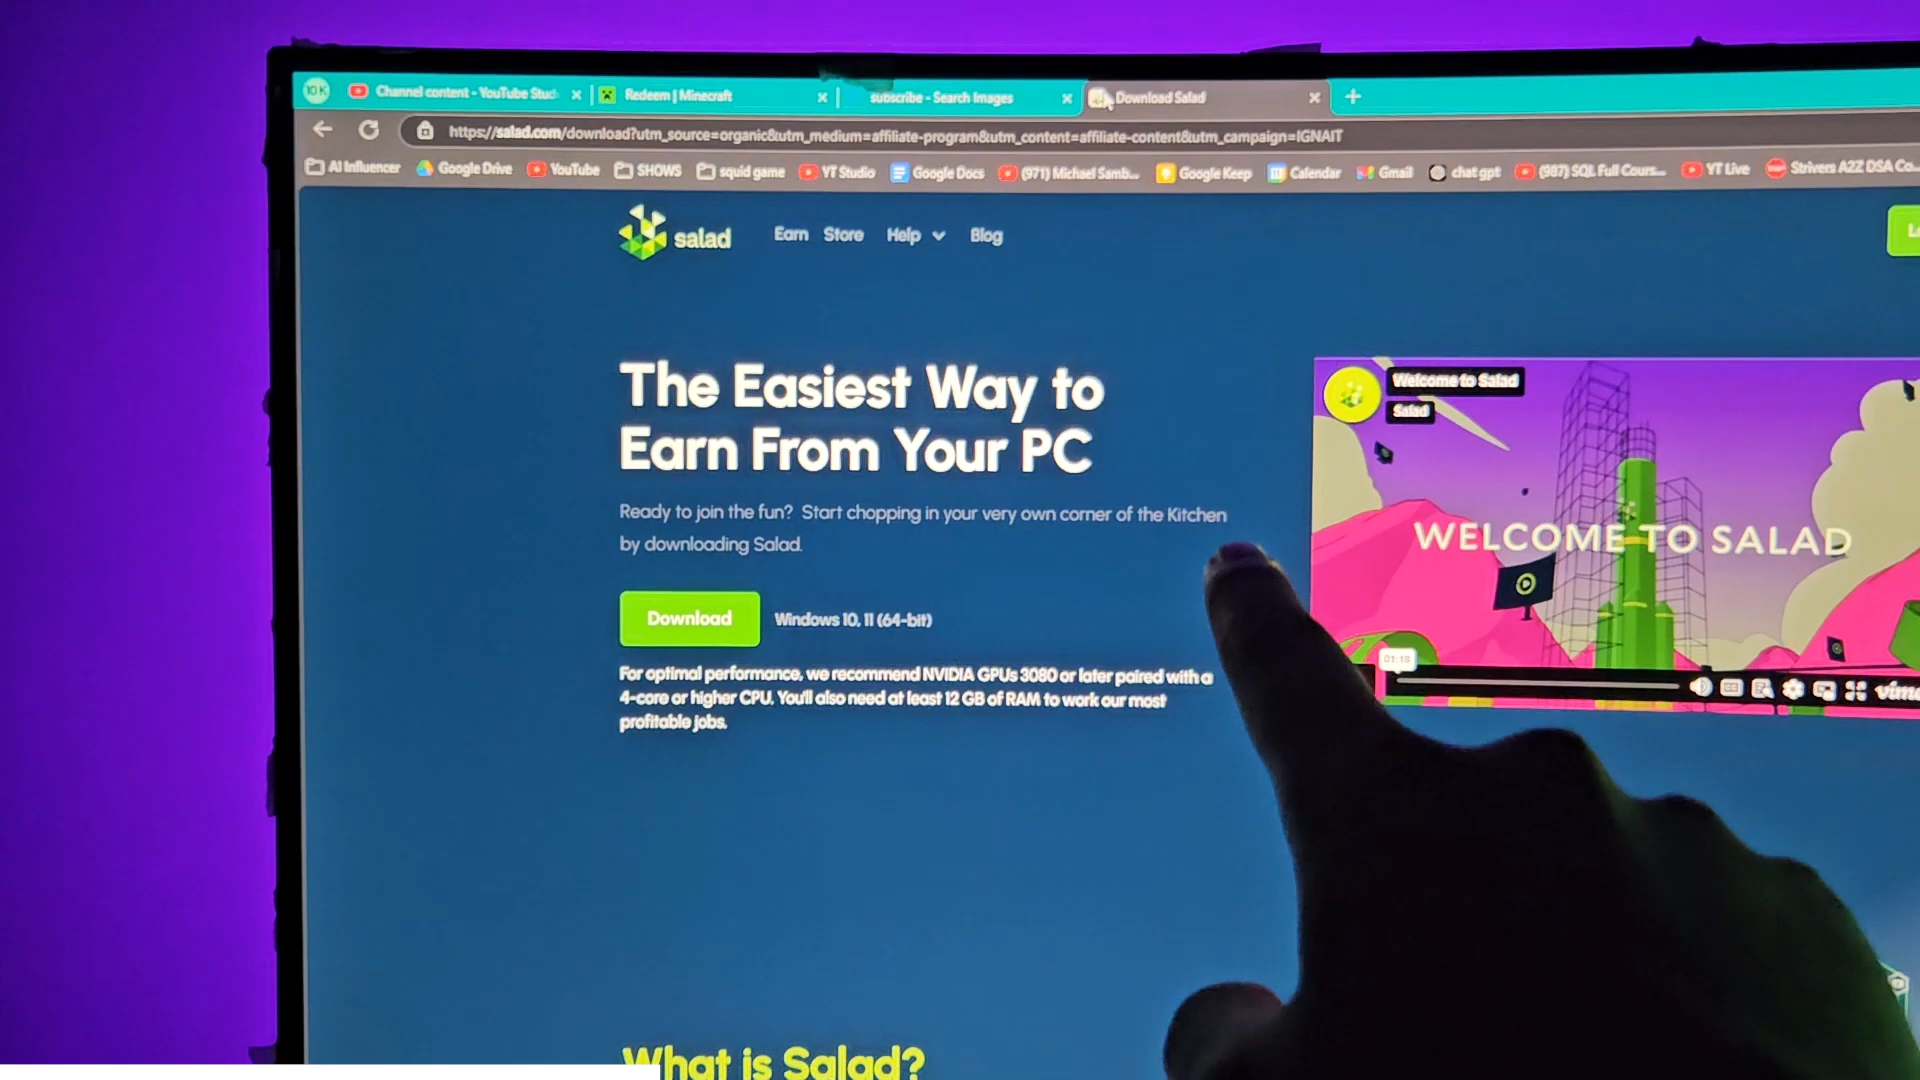 10K
Channel content - YouTube Stud
Redeem | Minecraft
subscribe - Search Images
Download Salad
https://salad.com/download?utm_source=organic&utm_medium=affiliate-program&utm_content=affiliate-content&utm_campaign=IGNAIT
AI Influencer
Google Drive
YouTube
SHOWS
squid game
YT Studio
Google Docs
(971) Michael Samb...
Google Keep
Calendar
Gmail
chat gpt
(987) SQL Full Cours...
YT Live
Strivers A2Z DSA Co...
salad
Earn
Store
Help
Blog
The Easiest Way to
Earn From Your PC
Ready to join the fun? Start chopping in your very own corner of the Kitchen
by downloading Salad.
Download
Windows 10, 11 (64-bit)
For optimal performance, we recommend NVIDIA GPUs 3080 or later paired with a
4-core or higher CPU. You'll also need at least 12 GB of RAM to work our most
profitable jobs.
Welcome to Salad
Salad
WELCOME TO SALAD
01:18
vime
What is Salad?